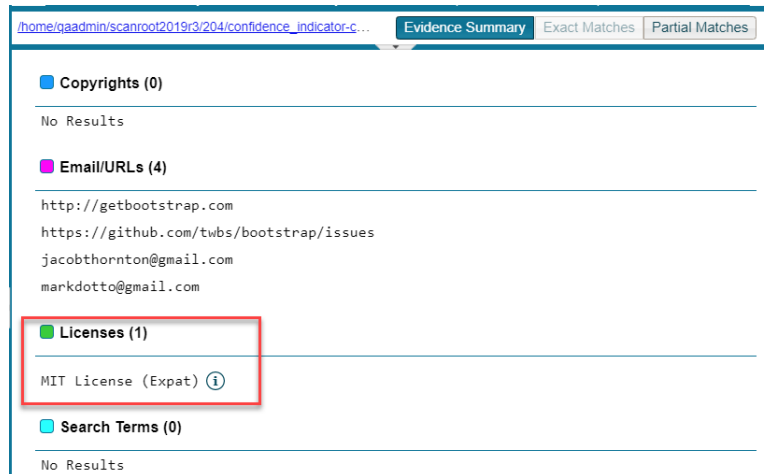 /home/qaadmin/scanroot2019r3/204/confidence_indicator-c... Evidence Summary Exact Matches Partial Matches
Copyrights (0)
No Results
Email/URLs (4)
http://getbootstrap.com
https://github.com/twbs/bootstrap/issues
jacobthornton@gmail.com
markdotto@gmail.com
Licenses (1)
MIT License (Expat)
Search Terms (0)
No Results